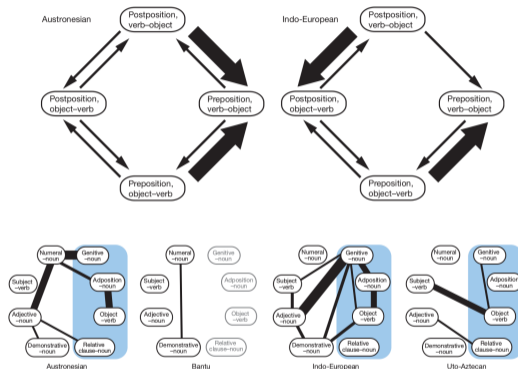 Austronesian
Postposition,
verb–object
Postposition,
object–verb
Preposition,
verb–object
Preposition,
object–verb
Indo-European
Postposition,
verb–object
Postposition,
object–verb
Preposition,
verb–object
Preposition,
object–verb
Numeral
–noun
Genitive
–noun
Subject
–verb
Adposition
–noun
Adjective
–noun
Object
–verb
Demonstrative
–noun
Relative
clause–noun
Austronesian
Numeral
–noun
Genitive
–noun
Subject
–verb
Adposition
–noun
Adjective
–noun
Object
–verb
Demonstrative
–noun
Relative
clause–noun
Bantu
Numeral
–noun
Genitive
–noun
Subject
–verb
Adposition
–noun
Adjective
–noun
Object
–verb
Demonstrative
–noun
Relative
clause–noun
Indo-European
Numeral
–noun
Genitive
–noun
Subject
–verb
Adposition
–noun
Adjective
–noun
Object
–verb
Demonstrative
–noun
Relative
clause–noun
Uto-Aztecan